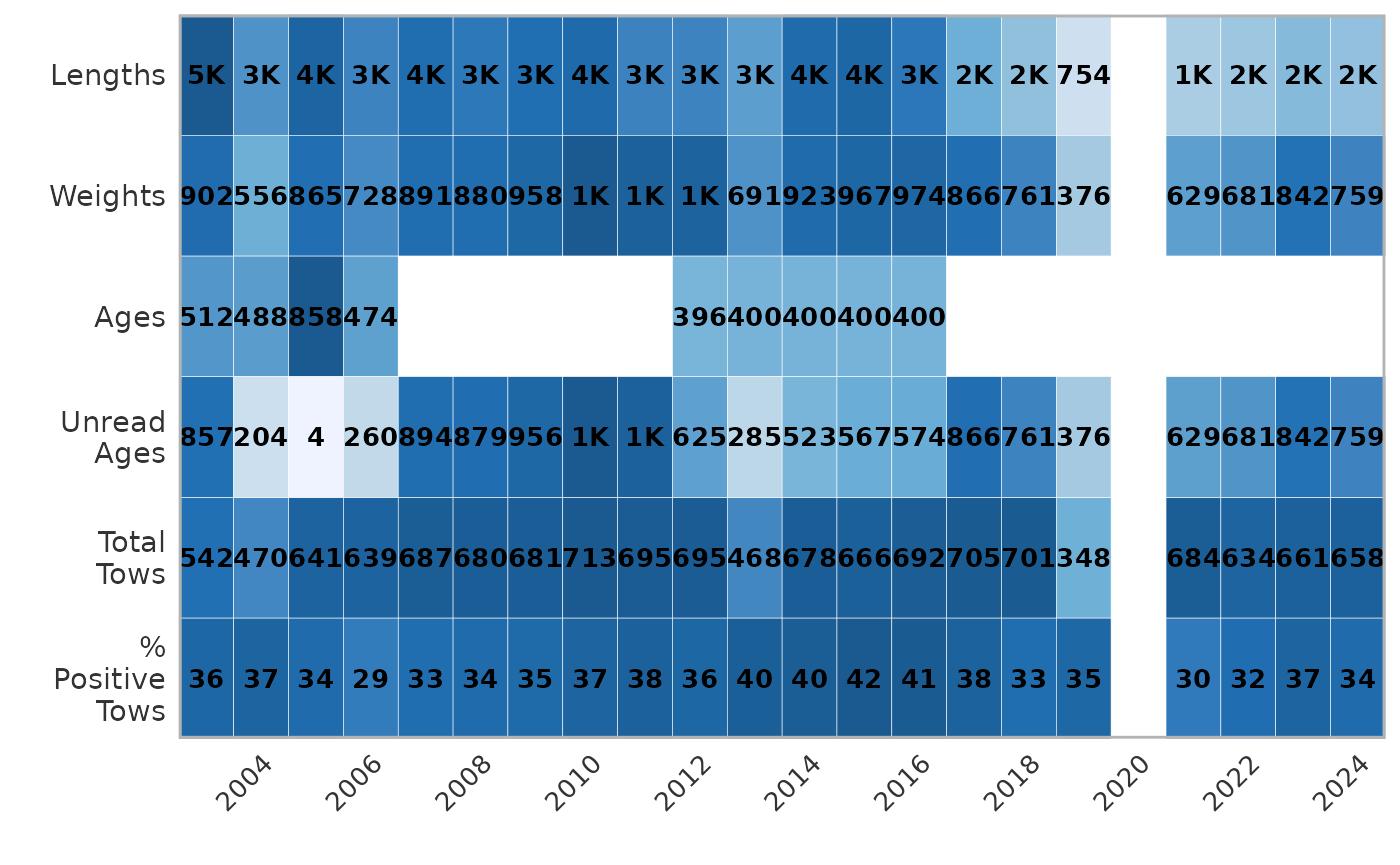 Lengths 5K 3K 4K 3K 4K 3K 3K 4K 3K 3K 3K 4K 4K 3K 2K 2K 754 1K 2K 2K 2K
Weights 902 556 865 728 891 880 958 1K 1K 1K 691 923 967 974 866 761 376 629 681 842 759
Ages 512 488 858 474 396 400 400 400 400
Unread
Ages
857 204 4 260 894 879 956 1K 1K 625 285 523 567 574 866 761 376 629 681 842 759
Total
Tows
542 470 641 639 687 680 681 713 695 695 468 678 666 692 705 701 348 684 634 661 658
%
Positive
Tows
36 37 34 29 33 34 35 37 38 36 40 40 42 41 38 33 35 30 32 37 34
2004 2006 2008 2010 2012 2014 2016 2018 2020 2022 2024